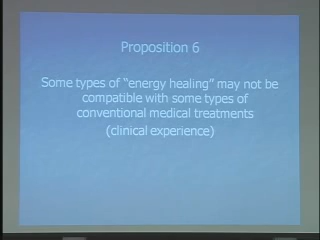 Proposition 6
Some types of "energy healing" may not be
compatible with some types of
conventional medical treatments
(clinical experience)